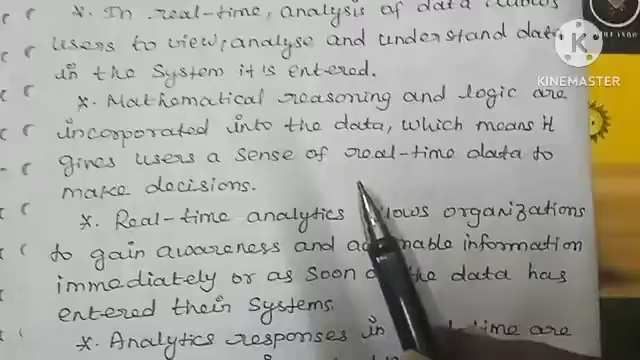 *. In real-time, analysis of data allows
users to view, analyse and understand data
in the system it's entered.
*. Mathematical reasoning and logic are
incorporated into the data, which means it
gives users a sense of real-time data to
make decisions.
*. Real-time analytics allows organizations
to gain awareness and actionable information
immediately or as soon as the data has
entered their systems.
*. Analytics responses in real-time are
KINEMASTER